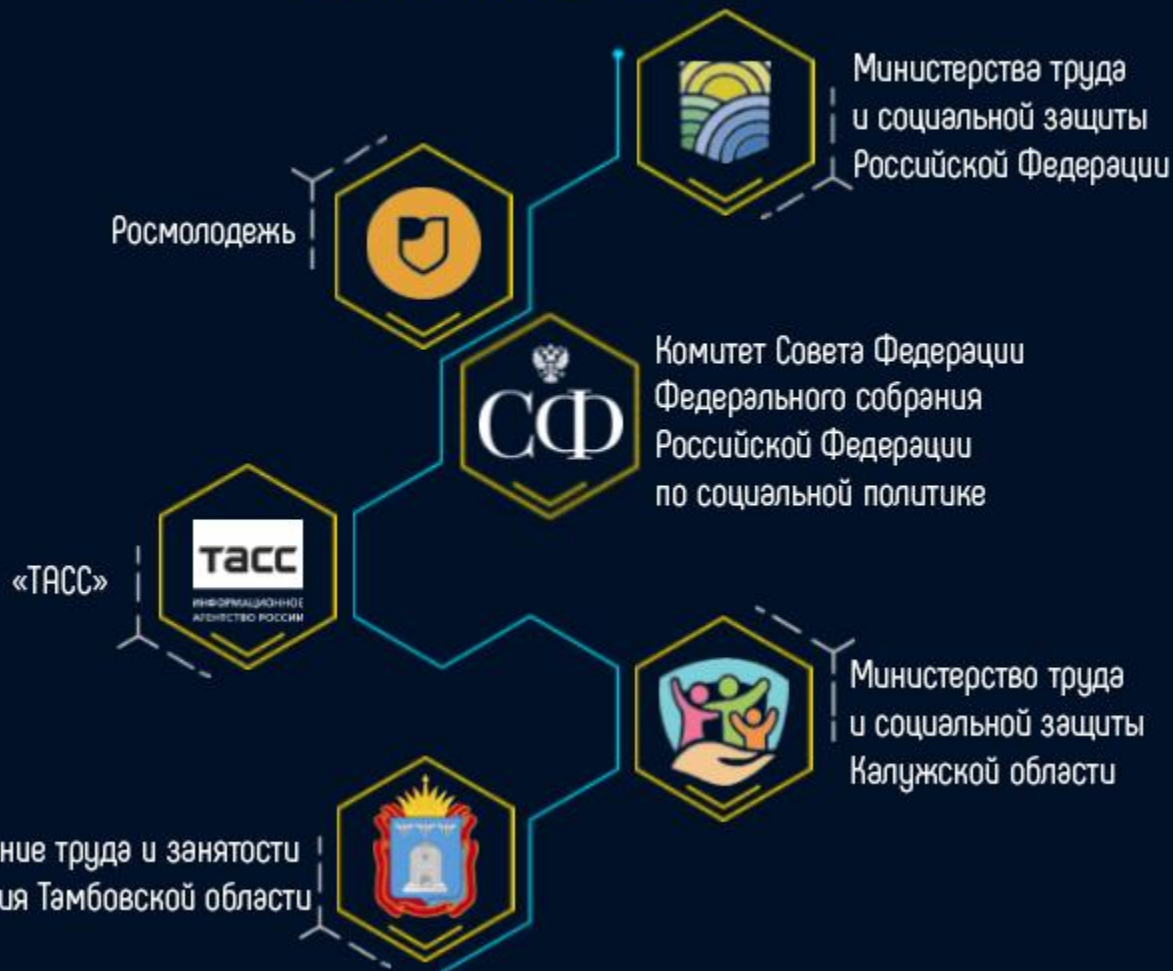 Министерства труда
и социальной защиты
Российской Федерации
Росмолодежь
СФ
Комитет Совета Федерации
Федерального собрания
Российской Федерации
по социальной политике
«ТАСС»
ТАСС
ИНФОРМАЦИОННОЕ
АГЕНТСТВО РОССИИ
Министерство труда
и социальной защиты
Калужской области
ние труда и занятости
ия Тамбовской области